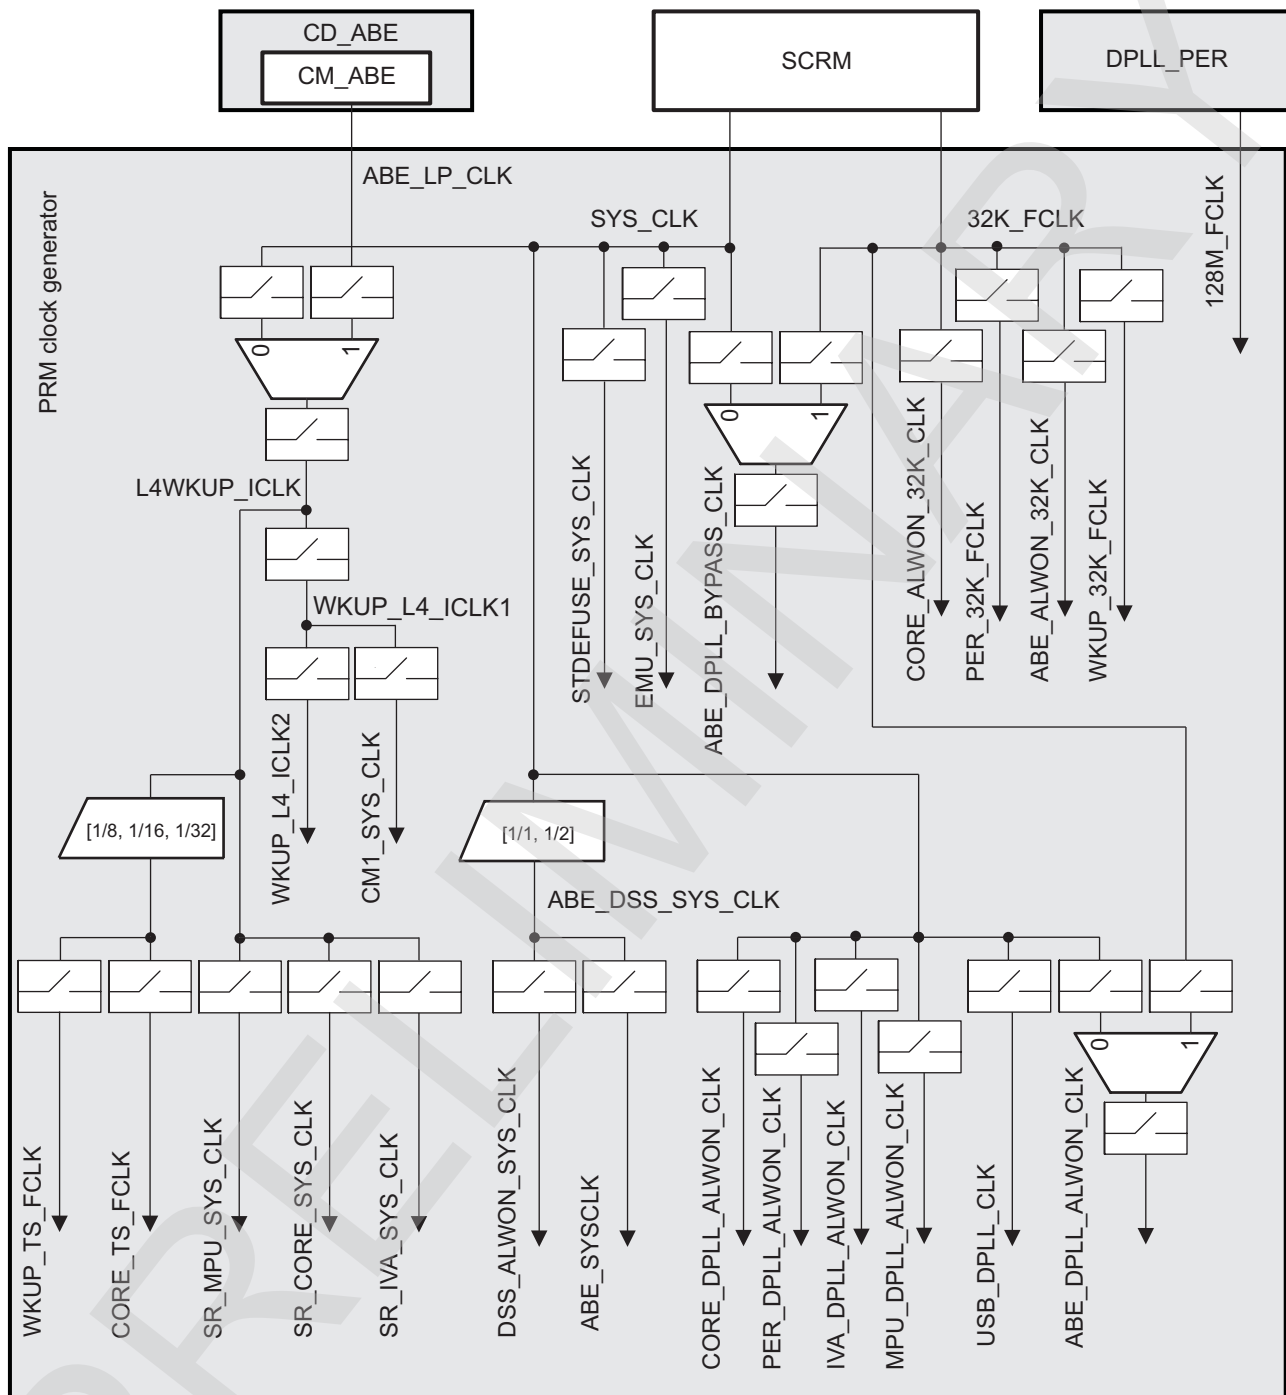 CD_ABE
CM_ABE
SCRM
DPLL_PER
PRM clock generator
ABE_LP_CLK
SYS_CLK
32K_FCLK
128M_FCLK
0
1
0
1
L4WKUP_ICLK
WKUP_L4_ICLK1
STDEFUSE_SYS_CLK
EMU_SYS_CLK
ABE_DPLL_BYPASS_CLK
CORE_ALWON_32K_CLK
PER_32K_FCLK
ABE_ALWON_32K_CLK
WKUP_32K_FCLK
WKUP_L4_ICLK2
CM1_SYS_CLK
[1/8, 1/16, 1/32]
[1/1, 1/2]
ABE_DSS_SYS_CLK
0
1
WKUP_TS_FCLK
CORE_TS_FCLK
SR_MPU_SYS_CLK
SR_CORE_SYS_CLK
SR_IVA_SYS_CLK
DSS_ALWON_SYS_CLK
ABE_SYSCLK
CORE_DPLL_ALWON_CLK
PER_DPLL_ALWON_CLK
IVA_DPLL_ALWON_CLK
MPU_DPLL_ALWON_CLK
USB_DPLL_CLK
ABE_DPLL_ALWON_CLK
PRELIMINARY